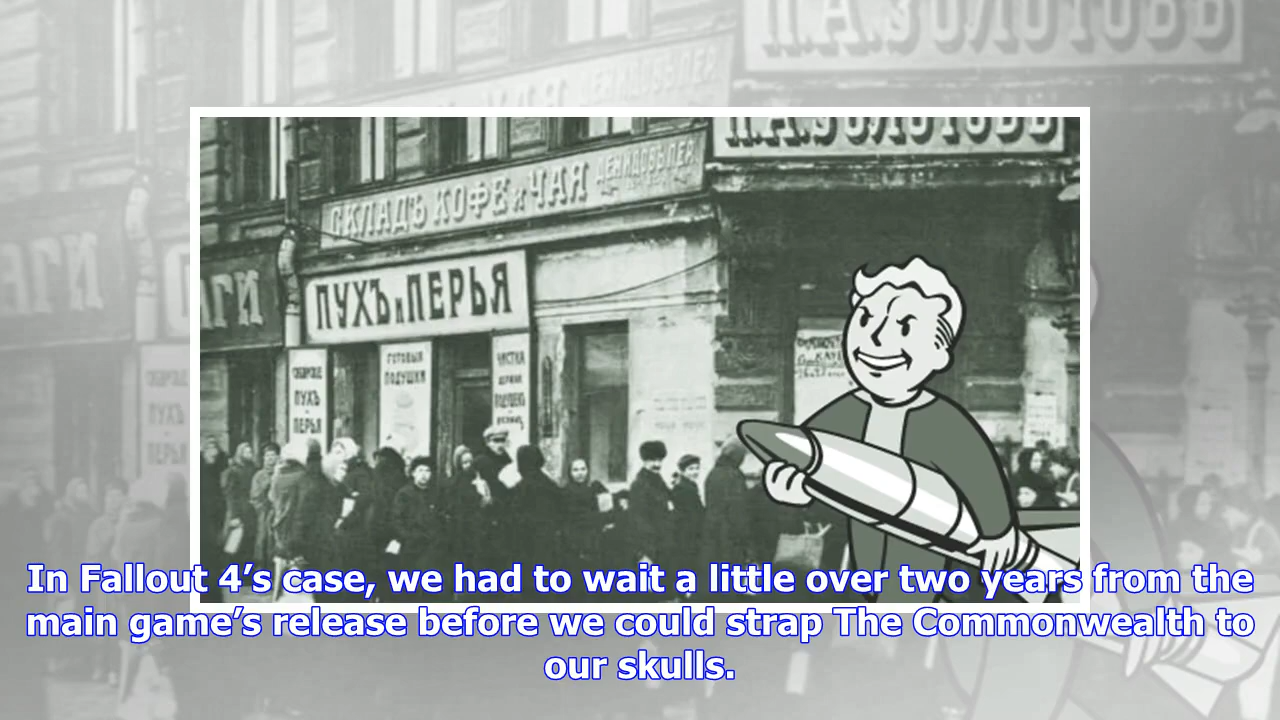 П.А.ЗОЛОТОВЪ
СКЛАДЪ КОФЕ и ЧАЯ
ПУХЪ и ПЕРЬЯ
ПУХЪ
ПЕРЬЯ
ГОТОВЫЯ
ПОДУШКИ
ЧИСТКА
In Fallout 4’s case, we had to wait a little over two years from the
main game’s release before we could strap The Commonwealth to
our skulls.